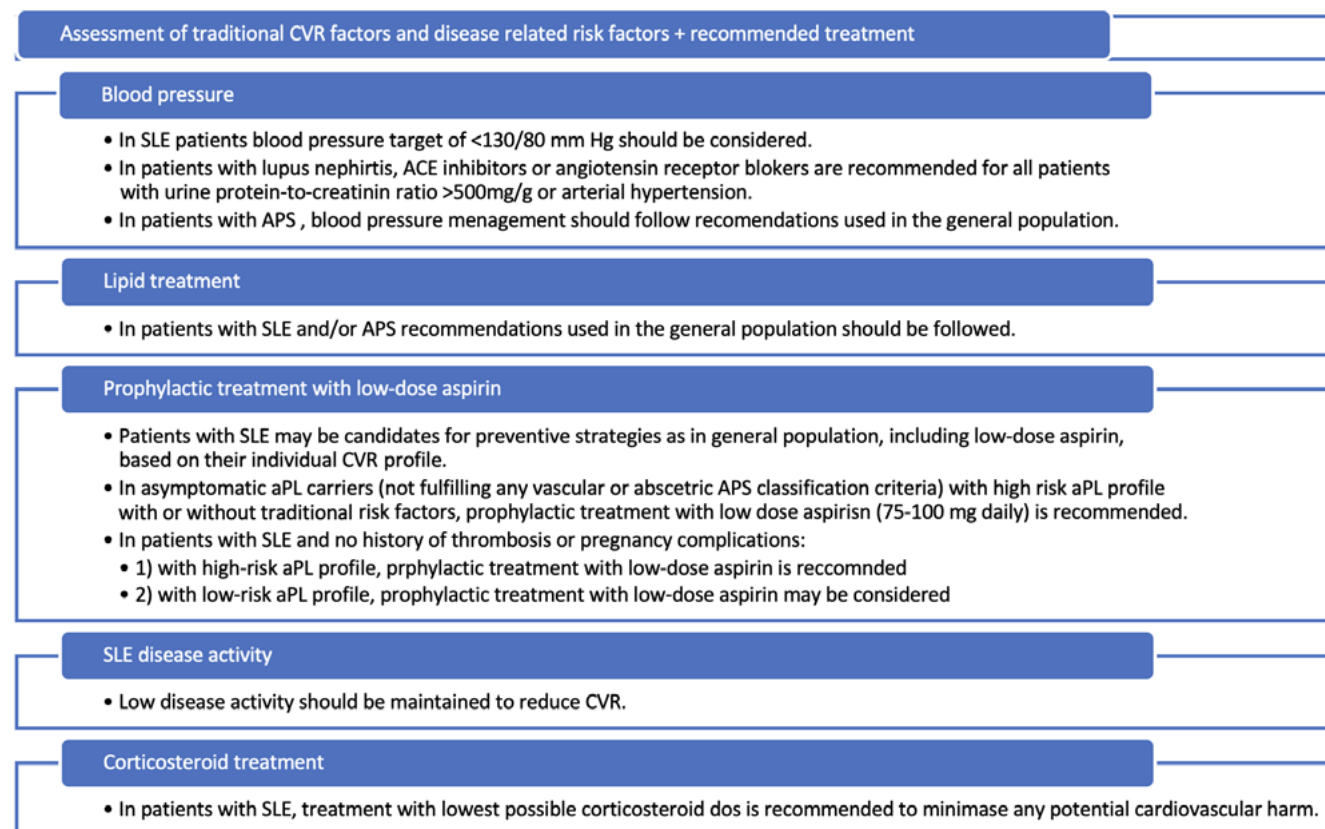 Assessment of traditional CVR factors and disease related risk factors + recommended treatment
Blood pressure
• In SLE patients blood pressure target of <130/80 mm Hg should be considered.
• In patients with lupus nephirtis, ACE inhibitors or angiotensin receptor blokers are recommended for all patients
with urine protein-to-creatinin ratio >500mg/g or arterial hypertension.
• In patients with APS , blood pressure menagement should follow recomendations used in the general population.
Lipid treatment
• In patients with SLE and/or APS recommendations used in the general population should be followed.
Prophylactic treatment with low-dose aspirin
• Patients with SLE may be candidates for preventive strategies as in general population, including low-dose aspirin,
based on their individual CVR profile.
• In asymptomatic aPL carriers (not fulfilling any vascular or abscetric APS classification criteria) with high risk aPL profile
with or without traditional risk factors, prophylactic treatment with low dose aspirisn (75-100 mg daily) is recommended.
• In patients with SLE and no history of thrombosis or pregnancy complications:
• 1) with high-risk aPL profile, prphylactic treatment with low-dose aspirin is reccomnded
• 2) with low-risk aPL profile, prophylactic treatment with low-dose aspirin may be considered
SLE disease activity
• Low disease activity should be maintained to reduce CVR.
Corticosteroid treatment
• In patients with SLE, treatment with lowest possible corticosteroid dos is recommended to minimase any potential cardiovascular harm.